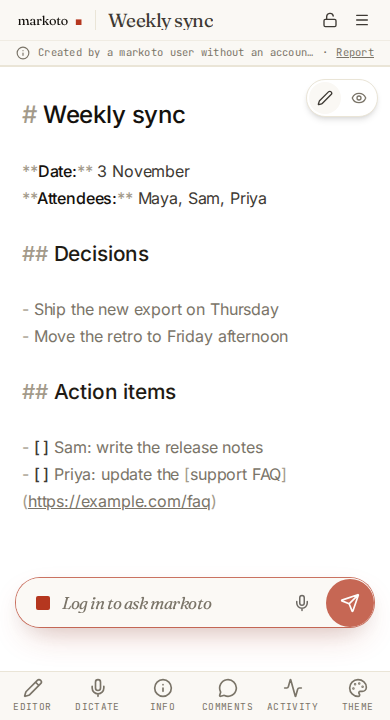 markoto
Weekly sync
Created by a markoto user without an accoun… · Report
# Weekly sync
**Date:** 3 November
**Attendees:** Maya, Sam, Priya
## Decisions
- Ship the new export on Thursday
- Move the retro to Friday afternoon
## Action items
- [ ] Sam: write the release notes
- [ ] Priya: update the [support FAQ]
(https://example.com/faq)
Log in to ask markoto
EDITOR DICTATE INFO COMMENTS ACTIVITY THEME